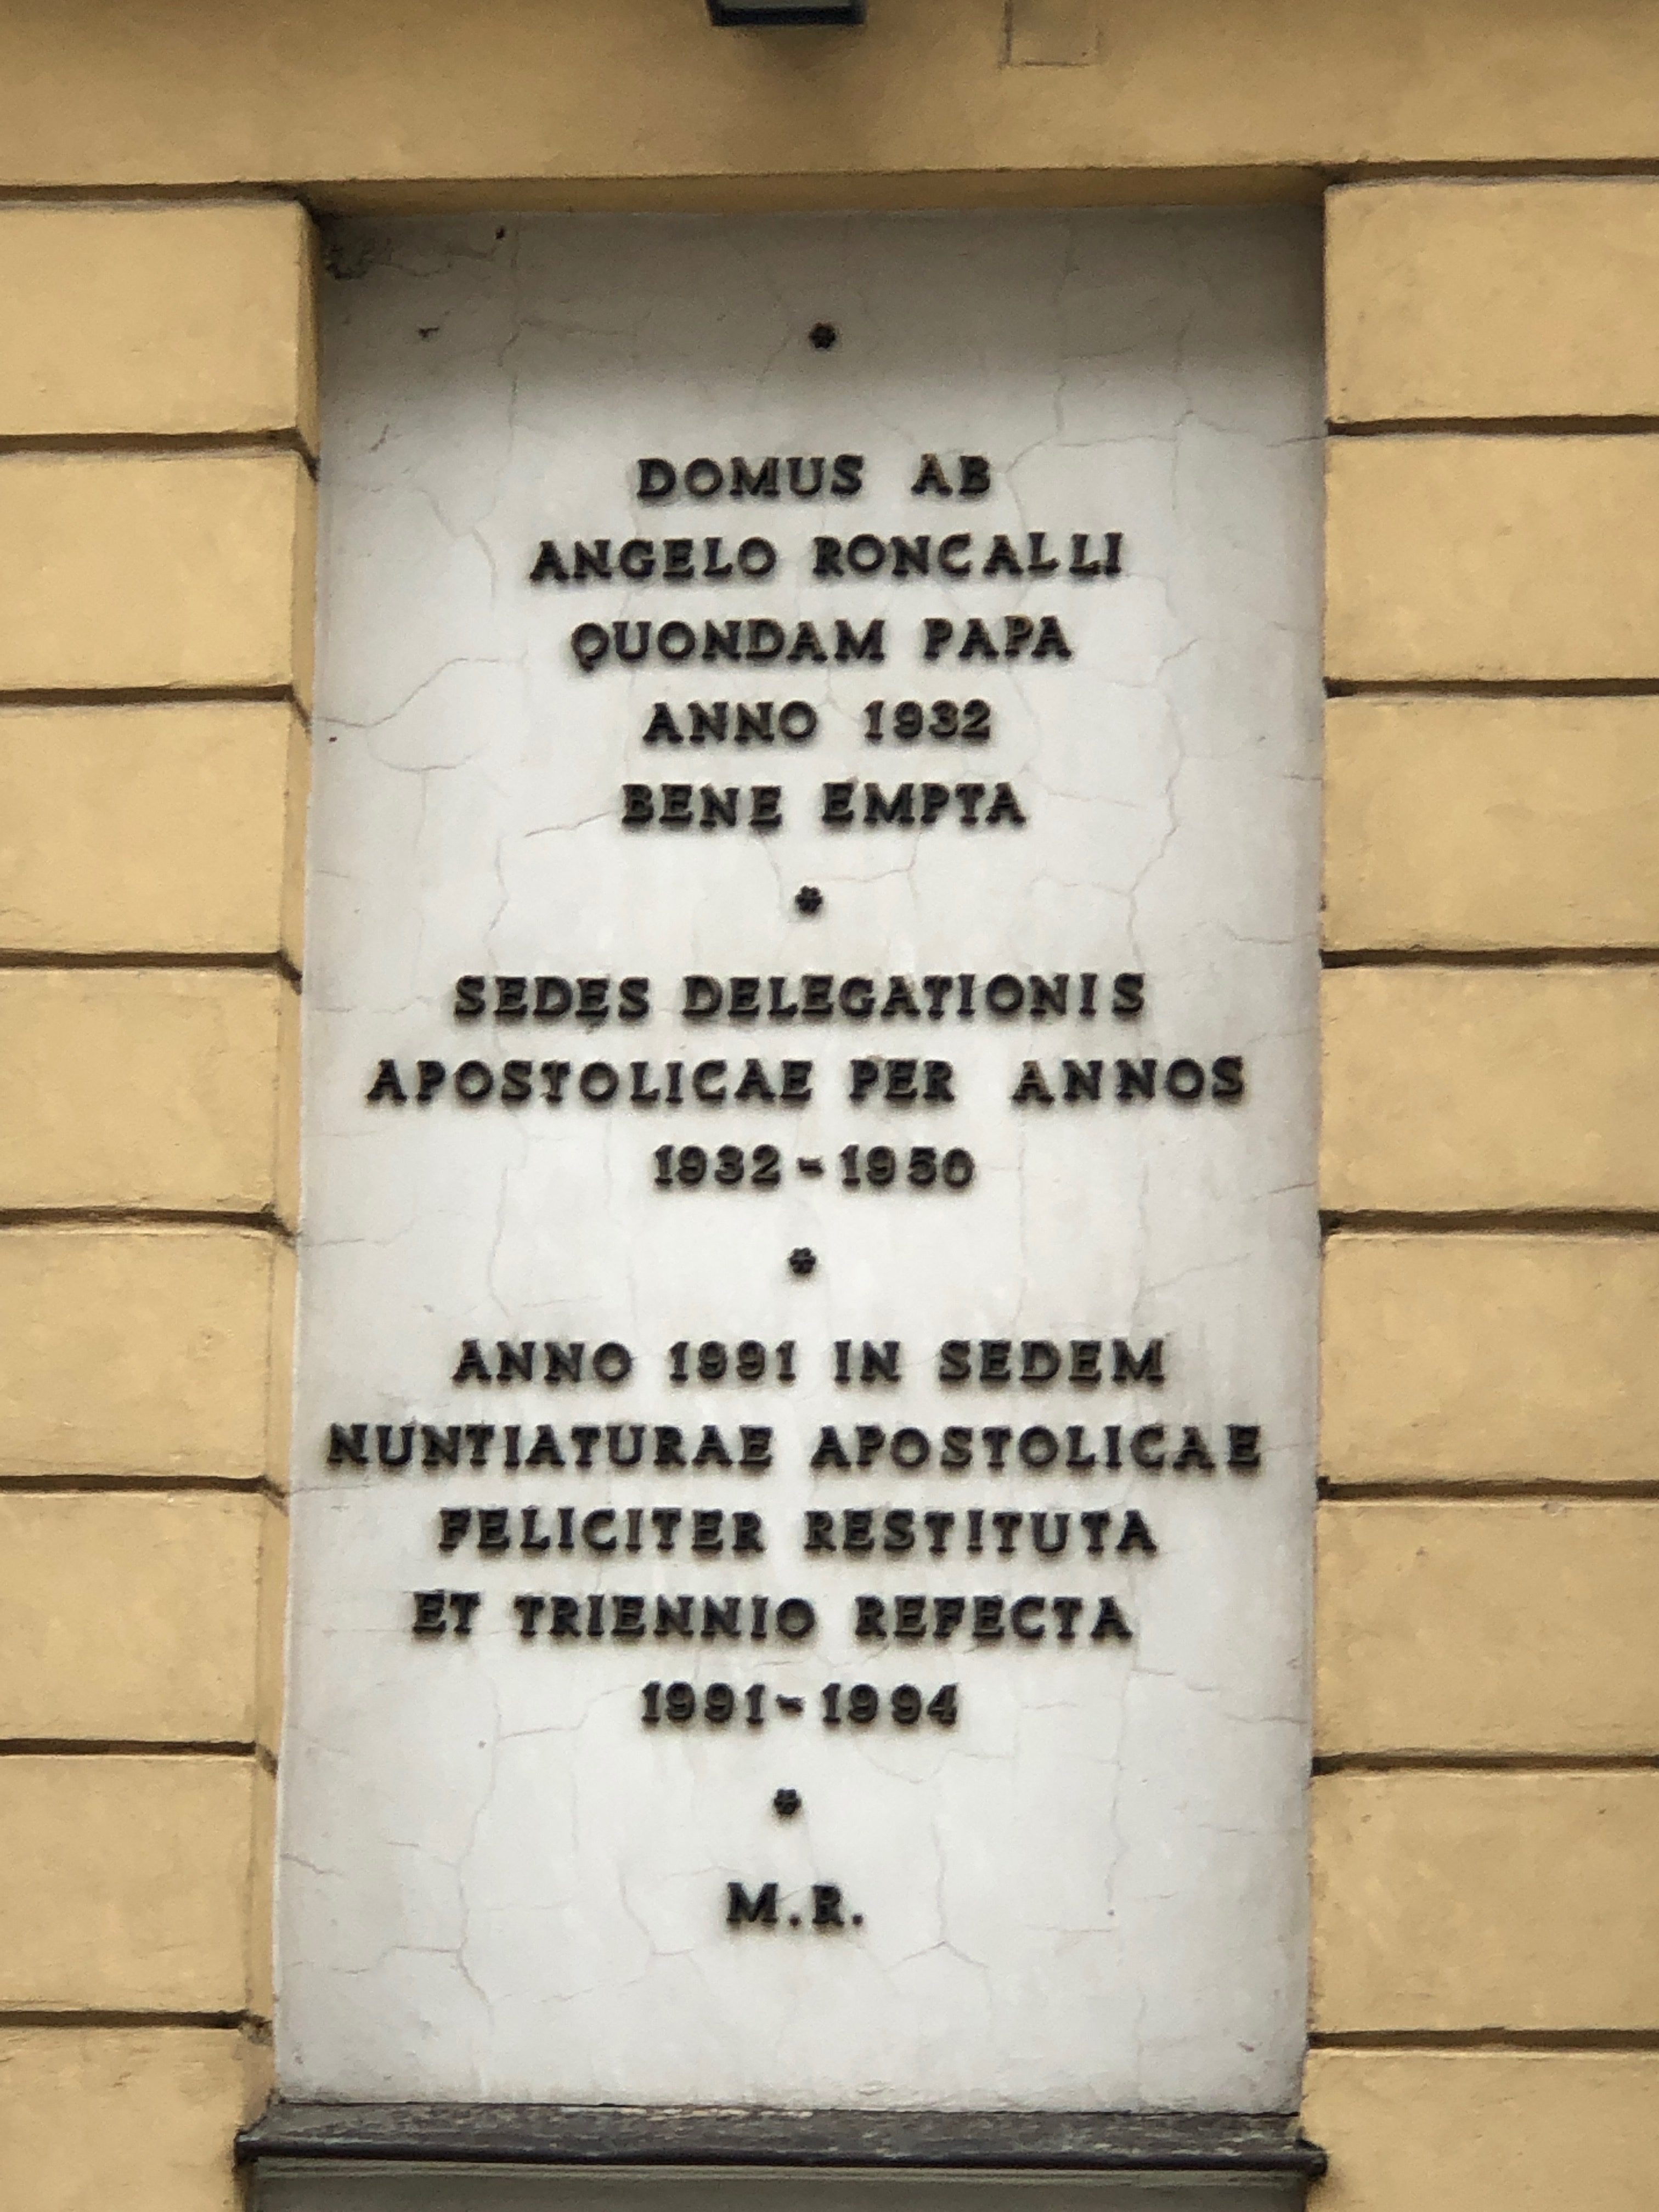 DOMUS AB
ANGELO RONCALLI
QUONDAM PAPA
ANNO 1932
BENE EMPTA
SEDES DELEGATIONIS
APOSTOLICAE PER ANNOS
1932-1950
ANNO 1991 IN SEDEM
NUNTIATURAE APOSTOLICAE
FELICITER RESTITUTA
ET TRIENNIO REFECTA
1991-1994
M.R.